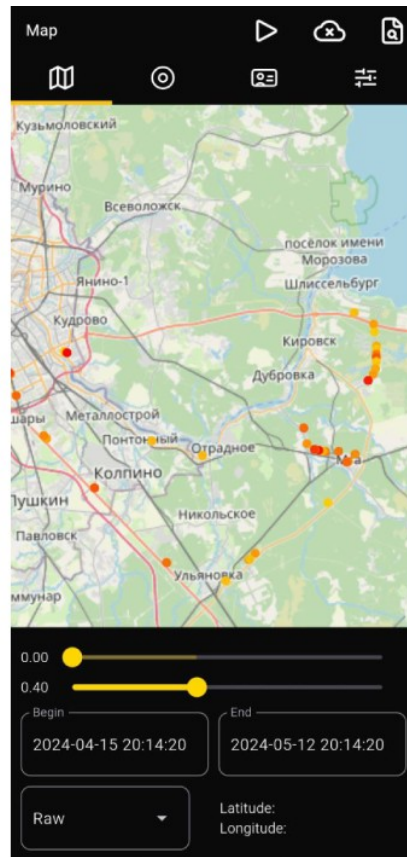 Map
Кузьмоловский
Мурино
Всеволожск
посёлок имени
Морозова
Янино-1
Шлиссельбург
Кудрово
Кировск
Дубровка
шары
Металлострой
Понтонный
Отрадное
Мга
Колпино
Пушкин
Никольское
Павловск
Ульяновка
ммунар
0.00
0.40
Begin
End
2024-04-15 20:14:20
2024-05-12 20:14:20
Raw
Latitude:
Longitude: